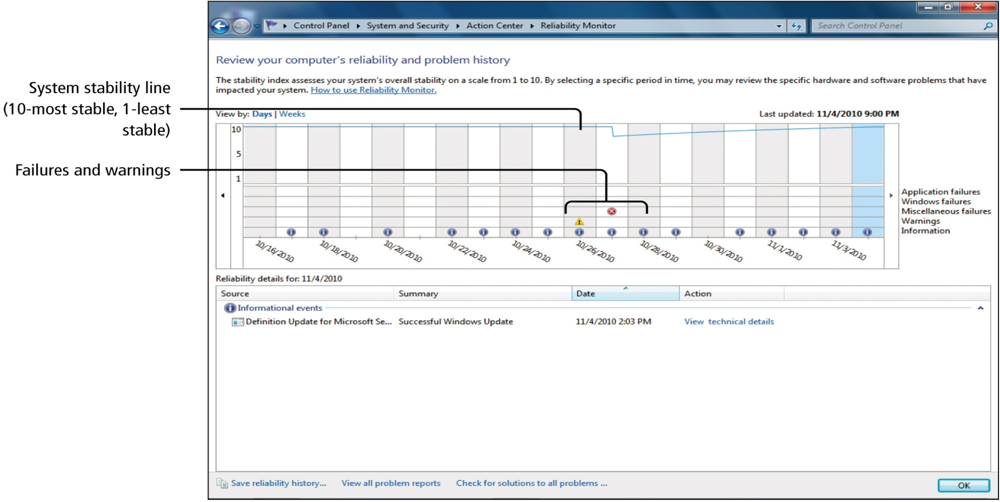 Control Panel ▸ System and Security ▸ Action Center ▸ Reliability Monitor
Search Control Panel
Review your computer's reliability and problem history
The stability index assesses your system's overall stability on a scale from 1 to 10. By selecting a specific period in time, you may review the specific hardware and software problems that have
impacted your system. How to use Reliability Monitor.
System stability line
(10-most stable, 1-least
stable)
View by: Days | Weeks
Last updated: 11/4/2010 9:00 PM
10
5
1
Failures and warnings
Application failures
Windows failures
Miscellaneous failures
Warnings
Information
10/16/2010
10/18/2010
10/20/2010
10/22/2010
10/24/2010
10/26/2010
10/28/2010
10/30/2010
11/1/2010
11/3/2010
Reliability details for: 11/4/2010
Source Summary Date Action
Informational events
Definition Update for Microsoft Se... Successful Windows Update 11/4/2010 2:03 PM View technical details
Save reliability history... View all problem reports Check for solutions to all problems ...
OK